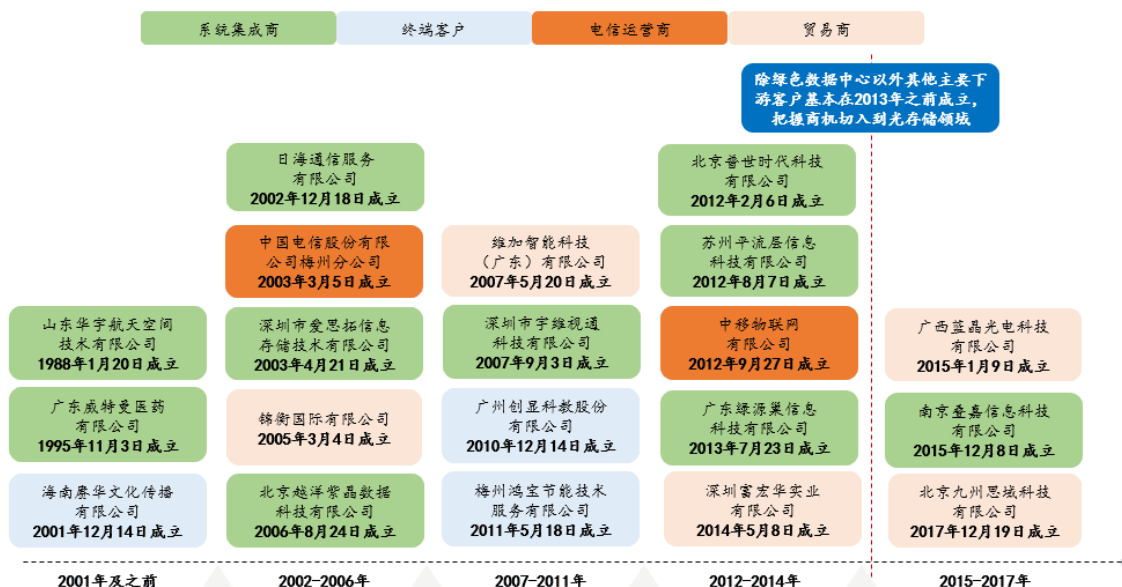 系统集成商
终端客户
电信运营商
贸易商
除绿色数据中心以外其他主要下
游客户基本在2013年之前成立，
把握商机切入到光存储领域
山东华宇航天空间
技术有限公司
1988年1月20日成立
广东威特曼医药
有限公司
1995年11月3日成立
海南赓华文化传播
有限公司
2001年12月14日成立
日海通信服务
有限公司
2002年12月18日成立
中国电信股份有限
公司梅州分公司
2003年3月5日成立
深圳市爱思拓信息
存储技术有限公司
2003年4月21日成立
锦衡国际有限公司
2005年3月4日成立
北京越洋紫晶数据
科技有限公司
2006年8月24日成立
维加智能科技
（广东）有限公司
2007年5月20日成立
深圳市宇维视通
科技有限公司
2007年9月3日成立
广州创显科教股份
有限公司
2010年12月14日成立
梅州鸿宝节能技术
服务有限公司
2011年5月18日成立
北京普世时代科技
有限公司
2012年2月6日成立
苏州平流层信息
科技有限公司
2012年8月7日成立
中移物联网
有限公司
2012年9月27日成立
广东绿源巢信息
科技有限公司
2013年7月23日成立
深圳富宏华实业
有限公司
2014年5月8日成立
广西蓝晶光电科技
有限公司
2015年1月9日成立
南京叠嘉信息科技
有限公司
2015年12月8日成立
北京九州思域科技
有限公司
2017年12月19日成立
2001年及之前
2002-2006年
2007-2011年
2012-2014年
2015-2017年